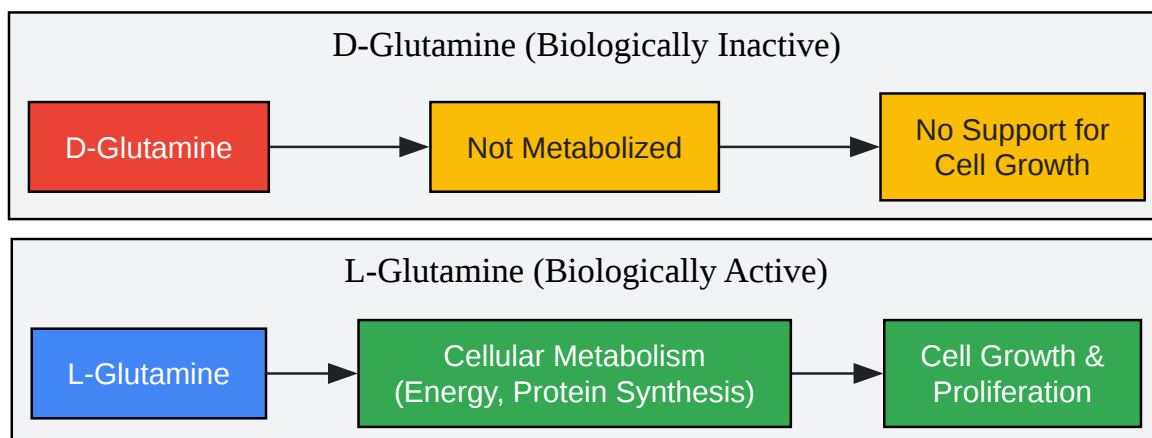 D-Glutamine (Biologically Inactive)
D-Glutamine
Not Metabolized
No Support for
Cell Growth
L-Glutamine (Biologically Active)
L-Glutamine
Cellular Metabolism
(Energy, Protein Synthesis)
Cell Growth &
Proliferation